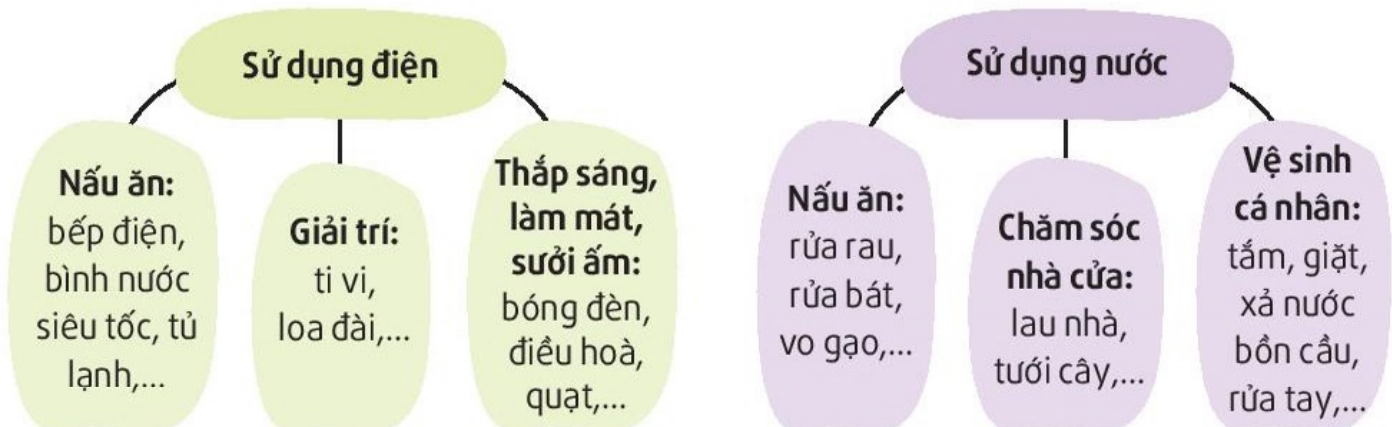 Sử dụng điện
Nấu ăn:
bếp điện,
bình nước
siêu tốc, tủ
lạnh,...
Giải trí:
ti vi,
loa đài,...
Thắp sáng,
làm mát,
sưởi ấm:
bóng đèn,
điều hoà,
quạt,...
Sử dụng nước
Nấu ăn:
rửa rau,
rửa bát,
vo gạo,...
Chăm sóc
nhà cửa:
lau nhà,
tưới cây,...
Vệ sinh
cá nhân:
tắm, giặt,
xả nước
bồn cầu,
rửa tay,...